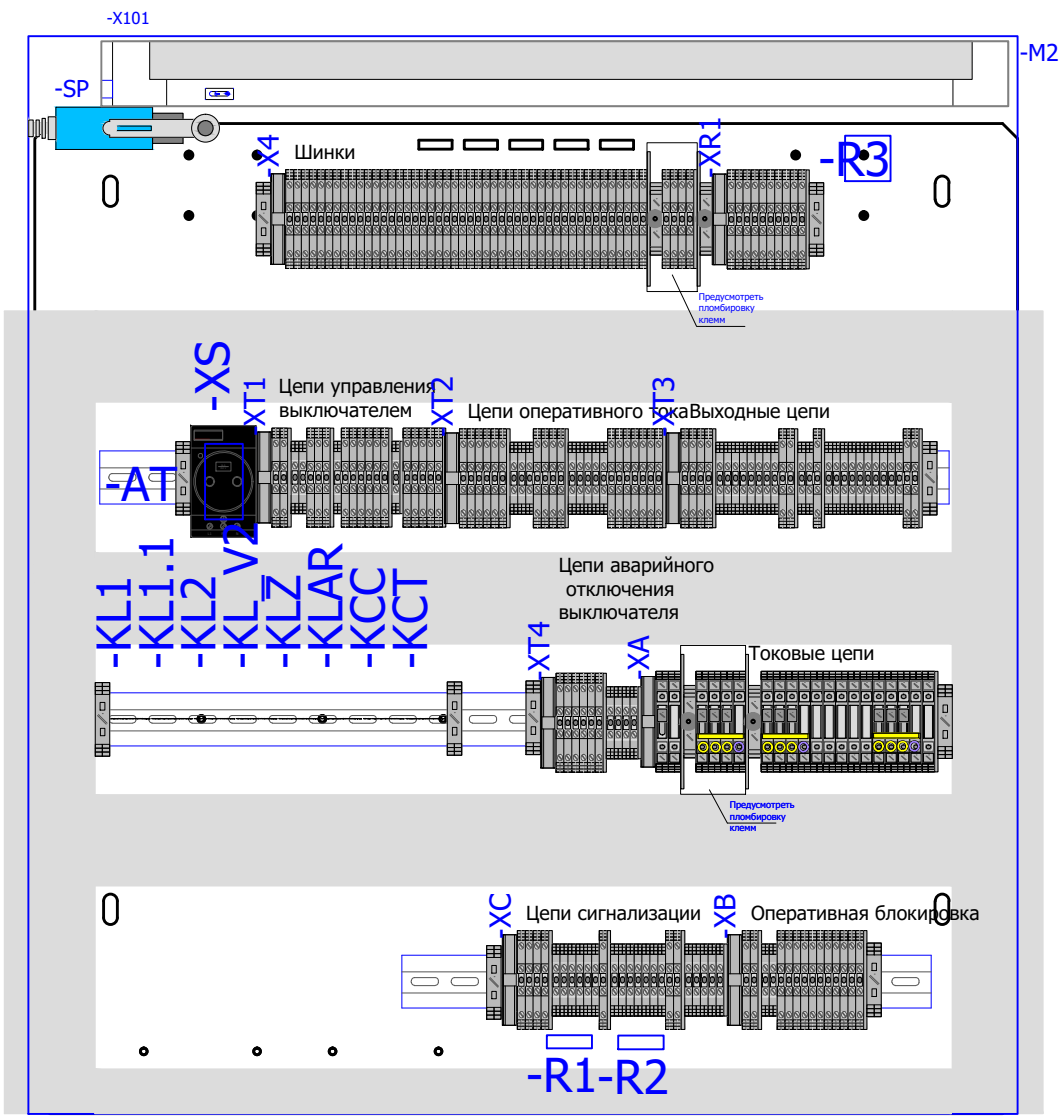 -X101
-M2
-SP
-X4
Шинки
-XR1
-R3
Предусмотреть
пломбировку
клемм
-XS
-XT1
Цепи управления
выключателем
-XT2
Цепи оперативного тока
-XT3
Выходные цепи
-AT
-KL1
-KL1.1
-KL2
-KL_V2
-KLZ
-KLAR
-KCC
-KCT
Цепи аварийного
отключения
выключателя
-XT4
-XA
Токовые цепи
Предусмотреть
пломбировку
клемм
-XC
Цепи сигнализации
-XB
Оперативная блокировка
-R1
-R2